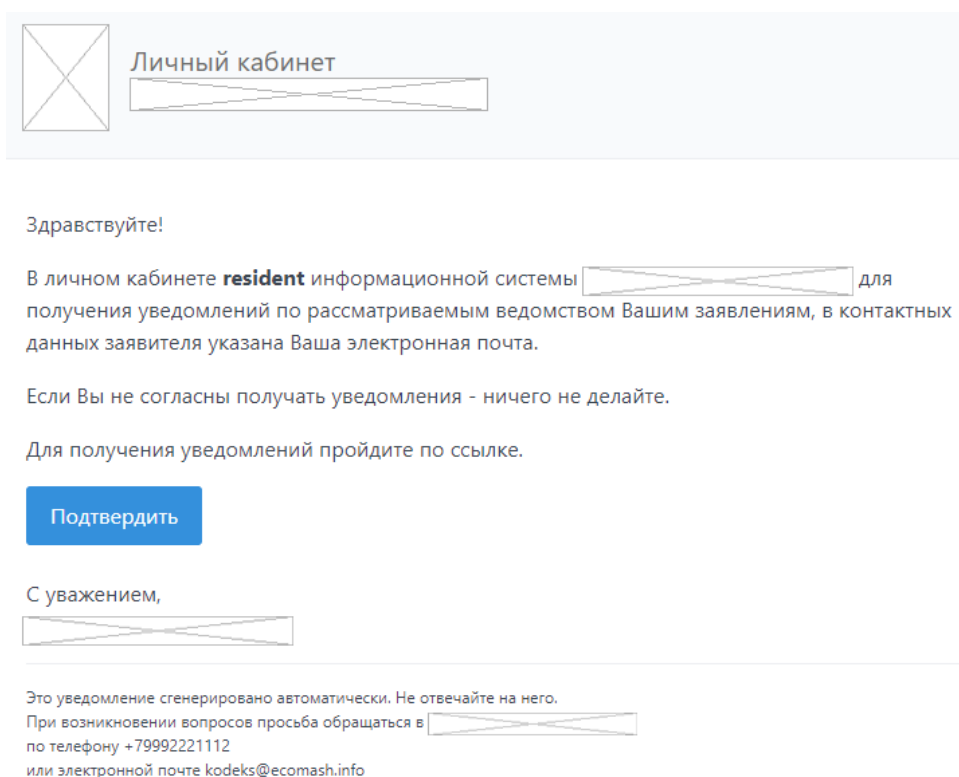 Личный кабинет
Здравствуйте!
В личном кабинете resident информационной системы для
получения уведомлений по рассматриваемым ведомством Вашим заявлениям, в контактных
данных заявителя указана Ваша электронная почта.
Если Вы не согласны получать уведомления - ничего не делайте.
Для получения уведомлений пройдите по ссылке.
Подтвердить
С уважением,
Это уведомление сгенерировано автоматически. Не отвечайте на него.
При возникновении вопросов просьба обращаться в
по телефону +79992221112
или электронной почте kodeks@ecomash.info